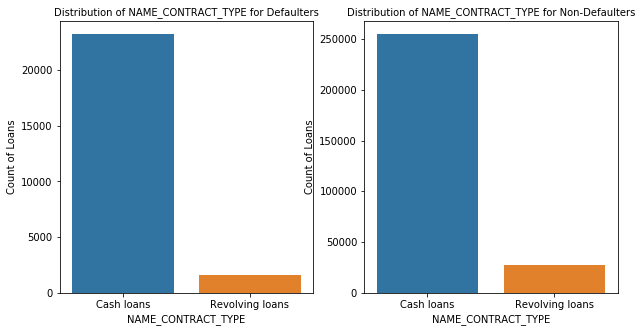 Distribution of NAME_CONTRACT_TYPE for Defaulters
Count of Loans
20000
15000
10000
5000
0
Cash loans Revolving loans
NAME_CONTRACT_TYPE
Distribution of NAME_CONTRACT_TYPE for Non-Defaulters
Count of Loans
250000
200000
150000
100000
50000
0
Cash loans Revolving loans
NAME_CONTRACT_TYPE